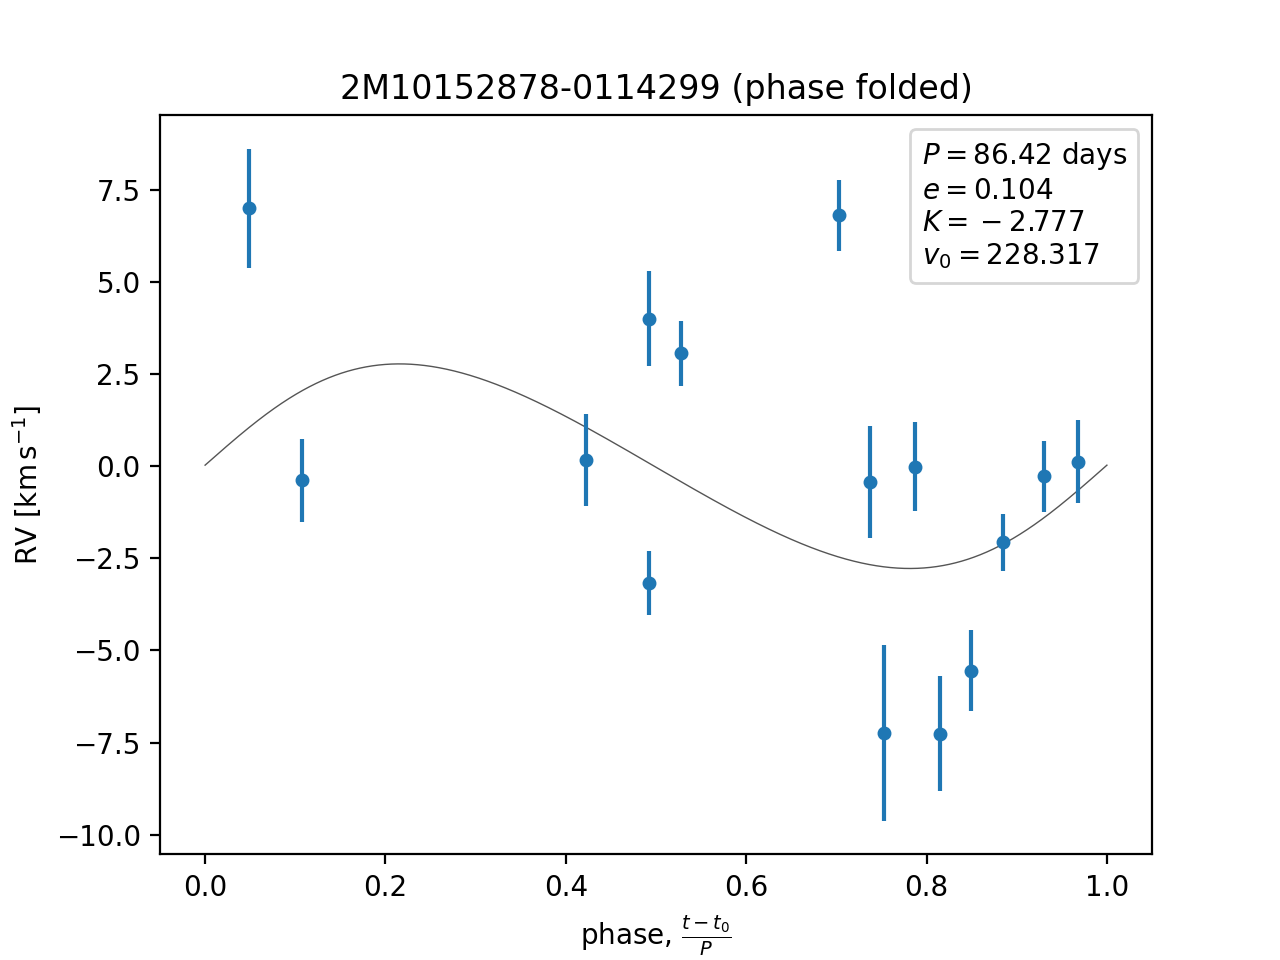 2M10152878-0114299 (phase folded)
P = 86.42 days
e = 0.104
K = −2.777
v₀ = 228.317
RV [km s⁻¹]
7.5
5.0
2.5
0.0
−2.5
−5.0
−7.5
−10.0
0.0 0.2 0.4 0.6 0.8 1.0
phase, (t − t₀)/P